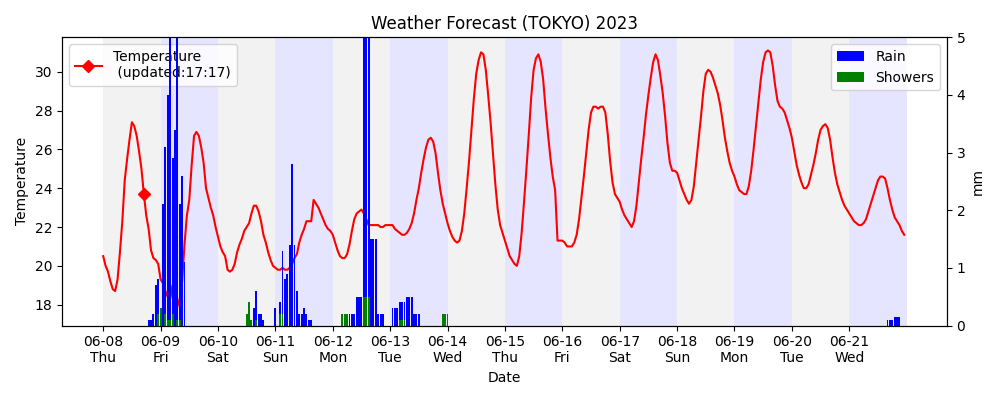 Weather Forecast (TOKYO) 2023
Temperature
(updated:17:17)
Rain
Showers
Temperature
30
28
26
24
22
20
18
5
4
3
2
1
0
mm
06-08 06-09 06-10 06-11 06-12 06-13 06-14 06-15 06-16 06-17 06-18 06-19 06-20 06-21
Thu Fri Sat Sun Mon Tue Wed Thu Fri Sat Sun Mon Tue Wed
Date